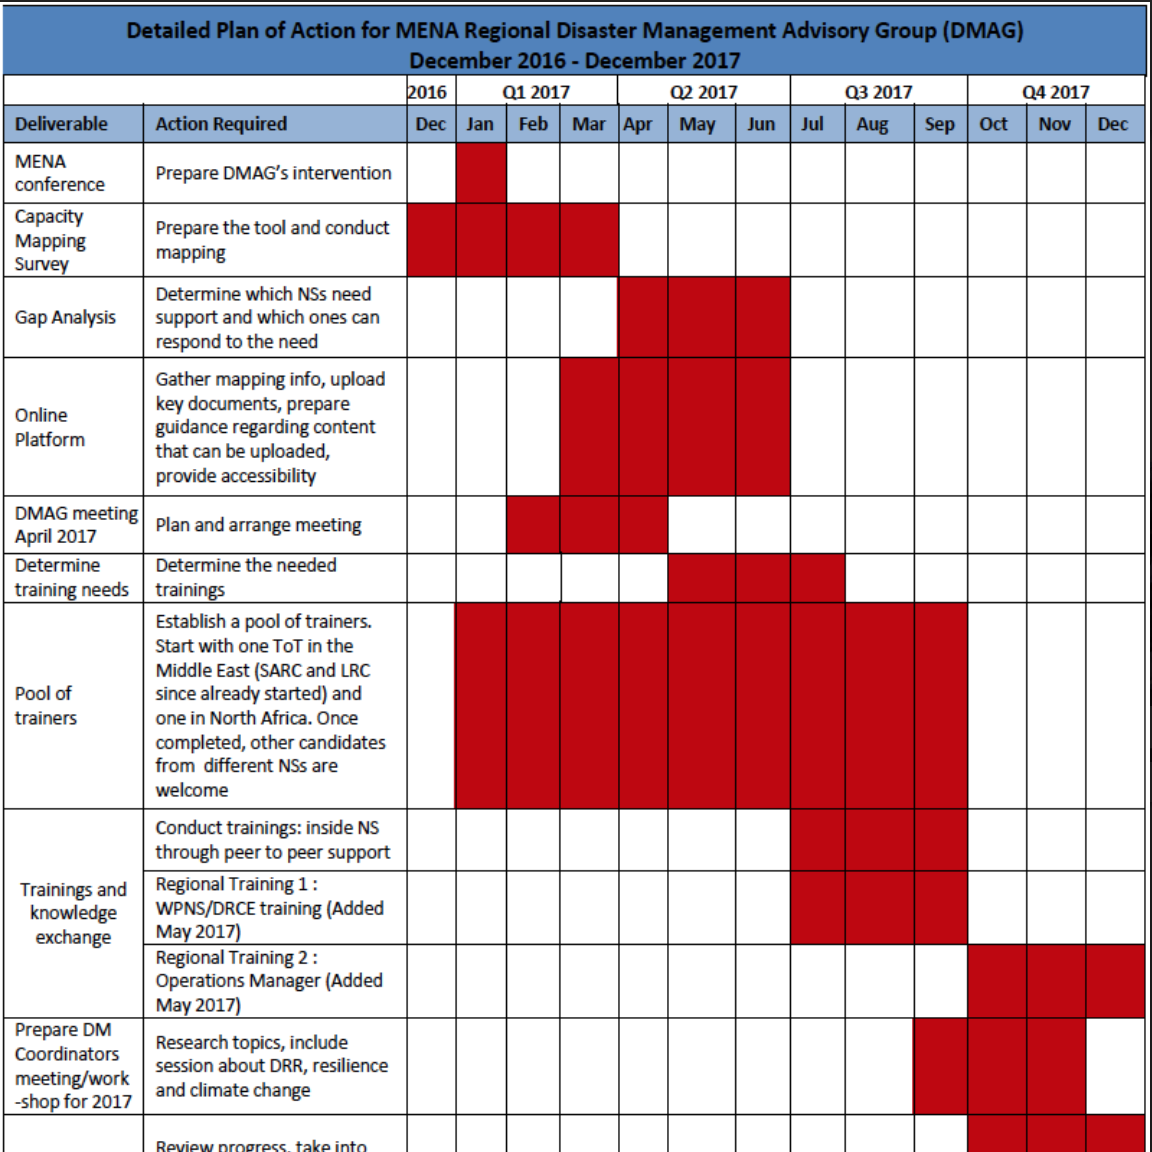 Detailed Plan of Action for MENA Regional Disaster Management Advisory Group (DMAG)
December 2016 - December 2017
2016 Q1 2017 Q2 2017 Q3 2017 Q4 2017
Deliverable Action Required Dec Jan Feb Mar Apr May Jun Jul Aug Sep Oct Nov Dec
MENA
conference
Prepare DMAG’s intervention
Capacity
Mapping
Survey
Prepare the tool and conduct
mapping
Gap Analysis
Determine which NSs need
support and which ones can
respond to the need
Online
Platform
Gather mapping info, upload
key documents, prepare
guidance regarding content
that can be uploaded,
provide accessibility
DMAG meeting
April 2017
Plan and arrange meeting
Determine
training needs
Determine the needed
trainings
Pool of
trainers
Establish a pool of trainers.
Start with one ToT in the
Middle East (SARC and LRC
since already started) and
one in North Africa. Once
completed, other candidates
from different NSs are
welcome
Trainings and
knowledge
exchange
Conduct trainings: inside NS
through peer to peer support
Regional Training 1 :
WPNS/DRCE training (Added
May 2017)
Regional Training 2 :
Operations Manager (Added
May 2017)
Prepare DM
Coordinators
meeting/work
-shop for 2017
Research topics, include
session about DRR, resilience
and climate change
Review progress, take into